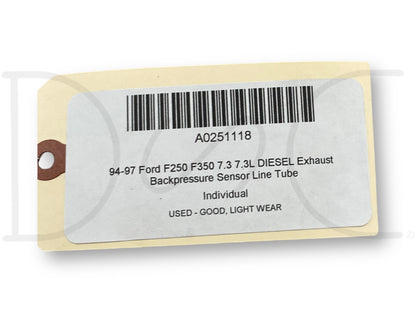 A0251118
94-97 Ford F250 F350 7.3 7.3L DIESEL Exhaust
Backpressure Sensor Line Tube
Individual
USED - GOOD, LIGHT WEAR